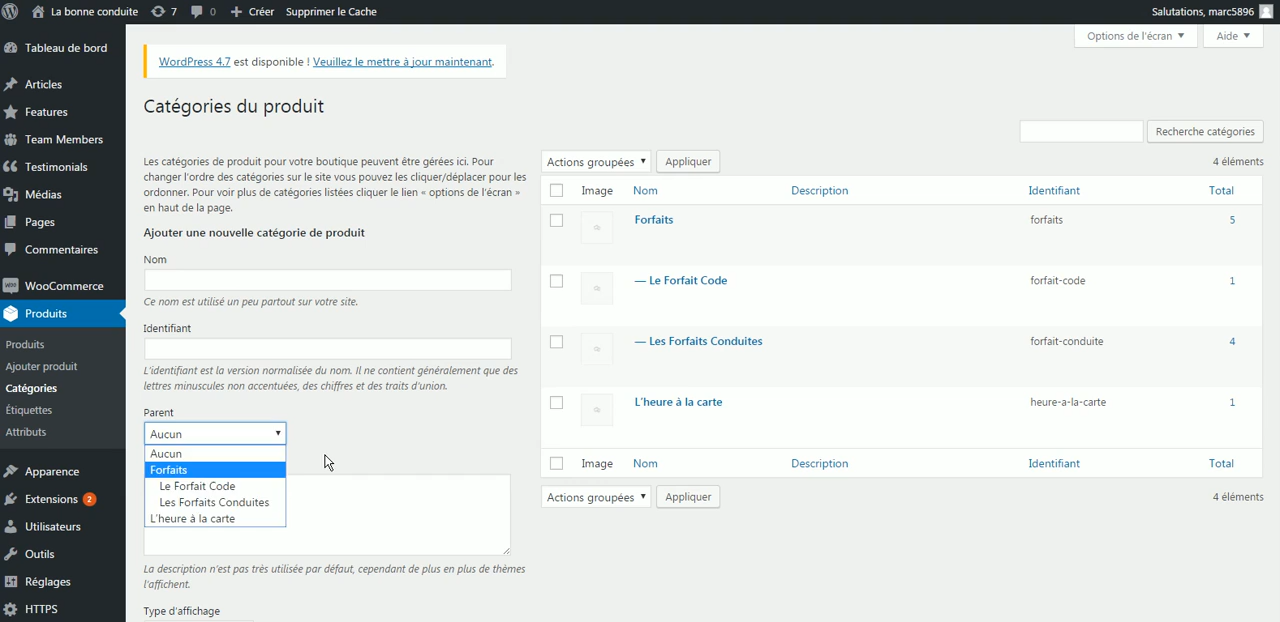 La bonne conduite 7 0 Créer Supprimer le Cache Salutations, marc5896
Options de l'écran ▼ Aide ▼
Tableau de bord
Articles
Features
Team Members
Testimonials
Médias
Pages
Commentaires
WooCommerce
Produits
Produits
Ajouter produit
Catégories
Étiquettes
Attributs
Apparence
Extensions 2
Utilisateurs
Outils
Réglages
HTTPS
WordPress 4.7 est disponible ! Veuillez le mettre à jour maintenant.
Catégories du produit
Les catégories de produit pour votre boutique peuvent être gérées ici. Pour
changer l'ordre des catégories sur le site vous pouvez les cliquer/déplacer pour les
ordonner. Pour voir plus de catégories listées cliquer le lien « options de l'écran »
en haut de la page.
Ajouter une nouvelle catégorie de produit
Nom
Ce nom est utilisé un peu partout sur votre site.
Identifiant
L'identifiant est la version normalisée du nom. Il ne contient généralement que des
lettres minuscules non accentuées, des chiffres et des traits d'union.
Parent
Aucun
Aucun
Forfaits
Le Forfait Code
Les Forfaits Conduites
L'heure à la carte
La description n'est pas très utilisée par défaut, cependant de plus en plus de thèmes
l'affichent.
Type d'affichage
Recherche catégories
Actions groupées ▼ Appliquer 4 éléments
Image Nom Description Identifiant Total
Forfaits forfaits 5
— Le Forfait Code forfait-code 1
— Les Forfaits Conduites forfait-conduite 4
L'heure à la carte heure-a-la-carte 1
Image Nom Description Identifiant Total
Actions groupées ▼ Appliquer 4 éléments